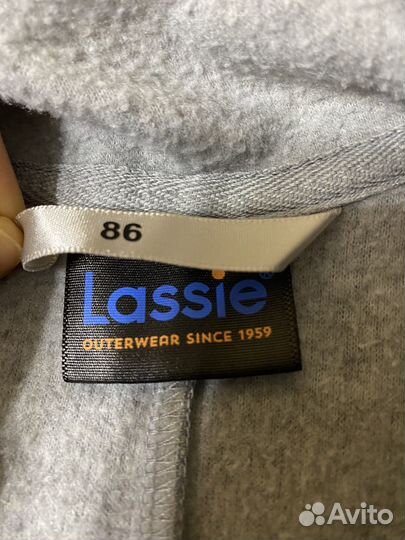 86
Lassie®
OUTERWEAR SINCE 1959
Avito